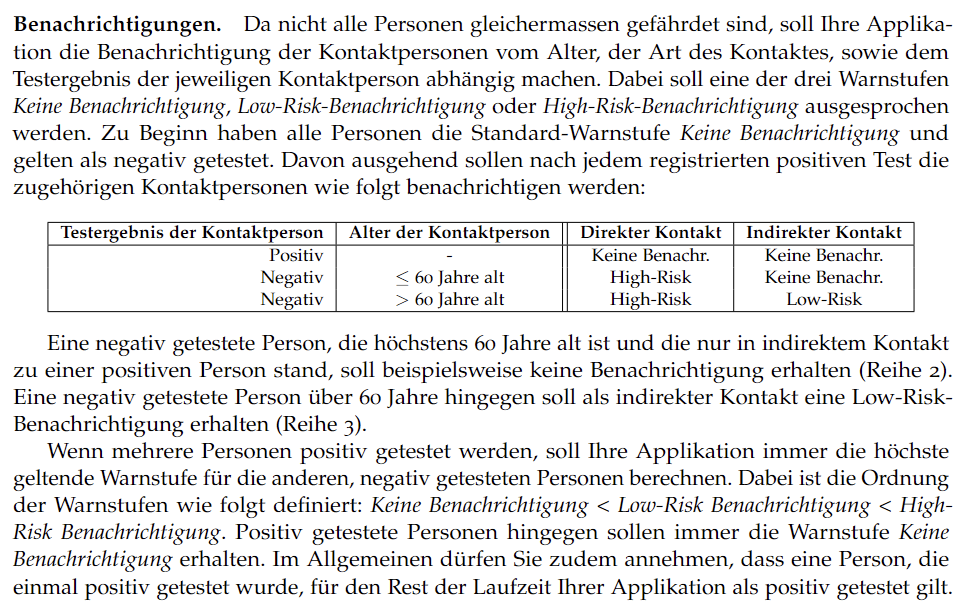 Benachrichtigungen. Da nicht alle Personen gleichermassen gefährdet sind, soll Ihre Applika-
tion die Benachrichtigung der Kontaktpersonen vom Alter, der Art des Kontaktes, sowie dem
Testergebnis der jeweiligen Kontaktperson abhängig machen. Dabei soll eine der drei Warnstufen
Keine Benachrichtigung, Low-Risk-Benachrichtigung oder High-Risk-Benachrichtigung ausgesprochen
werden. Zu Beginn haben alle Personen die Standard-Warnstufe Keine Benachrichtigung und
gelten als negativ getestet. Davon ausgehend sollen nach jedem registrierten positiven Test die
zugehörigen Kontaktpersonen wie folgt benachrichtigen werden:
Testergebnis der Kontaktperson Alter der Kontaktperson Direkter Kontakt Indirekter Kontakt
Positiv - Keine Benachr. Keine Benachr.
Negativ ≤ 60 Jahre alt High-Risk Keine Benachr.
Negativ > 60 Jahre alt High-Risk Low-Risk
Eine negativ getestete Person, die höchstens 60 Jahre alt ist und die nur in indirektem Kontakt
zu einer positiven Person stand, soll beispielsweise keine Benachrichtigung erhalten (Reihe 2).
Eine negativ getestete Person über 60 Jahre hingegen soll als indirekter Kontakt eine Low-Risk-
Benachrichtigung erhalten (Reihe 3).
Wenn mehrere Personen positiv getestet werden, soll Ihre Applikation immer die höchste
geltende Warnstufe für die anderen, negativ getesteten Personen berechnen. Dabei ist die Ordnung
der Warnstufen wie folgt definiert: Keine Benachrichtigung < Low-Risk Benachrichtigung < High-
Risk Benachrichtigung. Positiv getestete Personen hingegen sollen immer die Warnstufe Keine
Benachrichtigung erhalten. Im Allgemeinen dürfen Sie zudem annehmen, dass eine Person, die
einmal positiv getestet wurde, für den Rest der Laufzeit Ihrer Applikation als positiv getestet gilt.